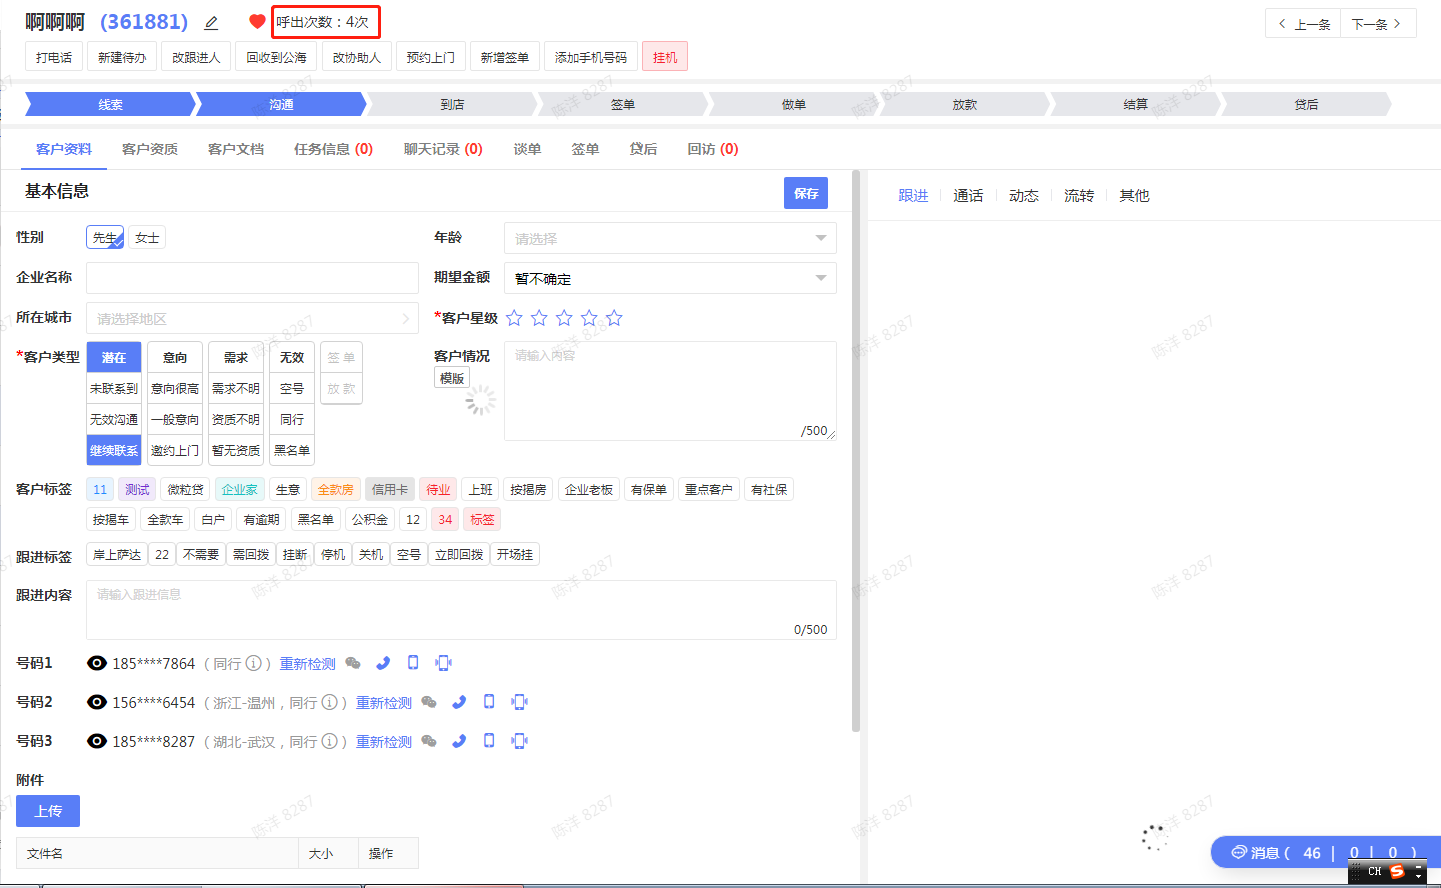 啊啊啊 (361881) 呼出次数：4次 上一条 下一条
打电话 新建待办 改跟进人 回收到公海 改协助人 预约上门 新增签单 添加手机号码 挂机
线索 沟通 到店 签单 做单 放款 结算 贷后
客户资料 客户资质 客户文档 任务信息 (0) 聊天记录 (0) 谈单 签单 贷后 回访 (0)
基本信息 保存 跟进 通话 动态 流转 其他
性别 先生 女士 年龄 请选择
企业名称 期望金额 暂不确定
所在城市 请选择地区 *客户星级
*客户类型 潜在 意向 需求 无效 签单 客户情况 请输入内容
模版
未联系到 意向很高 需求不明 空号 放款
无效沟通 一般意向 资质不明 同行
/500
继续联系 邀约上门 暂无资质 黑名单
客户标签 11 测试 微粒贷 企业家 生意 全款房 信用卡 待业 上班 按揭房 企业老板 有保单 重点客户 有社保
按揭车 全款车 白户 有逾期 黑名单 公积金 12 34 标签
跟进标签 岸上萨达 22 不需要 需回拨 挂断 停机 关机 空号 立即回拨 开场挂
跟进内容 请输入跟进信息
0/500
号码1 185****7864 （同行）重新检测
号码2 156****6454 （浙江-温州，同行）重新检测
号码3 185****8287 （湖北-武汉，同行）重新检测
附件
上传
文件名 大小 操作
消息 ( 46 | 0 | 0 )
CH
陈洋 8287